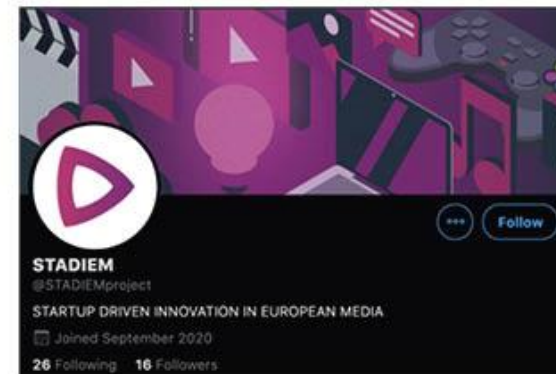 Follow
STADIEM
@STADIEMproject
STARTUP DRIVEN INNOVATION IN EUROPEAN MEDIA
Joined September 2020
26 Following 16 Followers